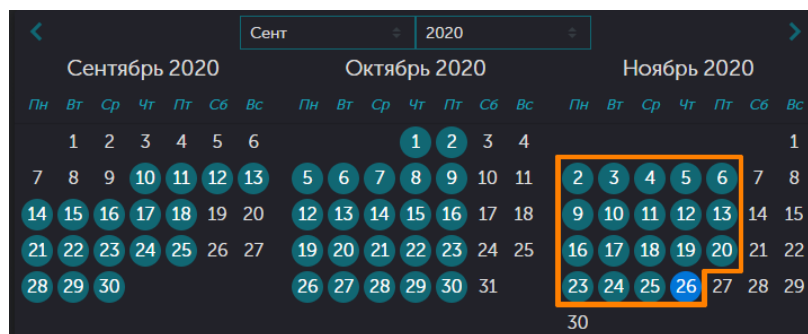 Сент 2020
Сентябрь 2020 Октябрь 2020 Ноябрь 2020
Пн Вт Ср Чт Пт Сб Вс Пн Вт Ср Чт Пт Сб Вс Пн Вт Ср Чт Пт Сб Вс
1 2 3 4 5 6 1 2 3 4 1
7 8 9 10 11 12 13 5 6 7 8 9 10 11 2 3 4 5 6 7 8
14 15 16 17 18 19 20 12 13 14 15 16 17 18 9 10 11 12 13 14 15
21 22 23 24 25 26 27 19 20 21 22 23 24 25 16 17 18 19 20 21 22
28 29 30 26 27 28 29 30 31 23 24 25 26 27 28 29
30